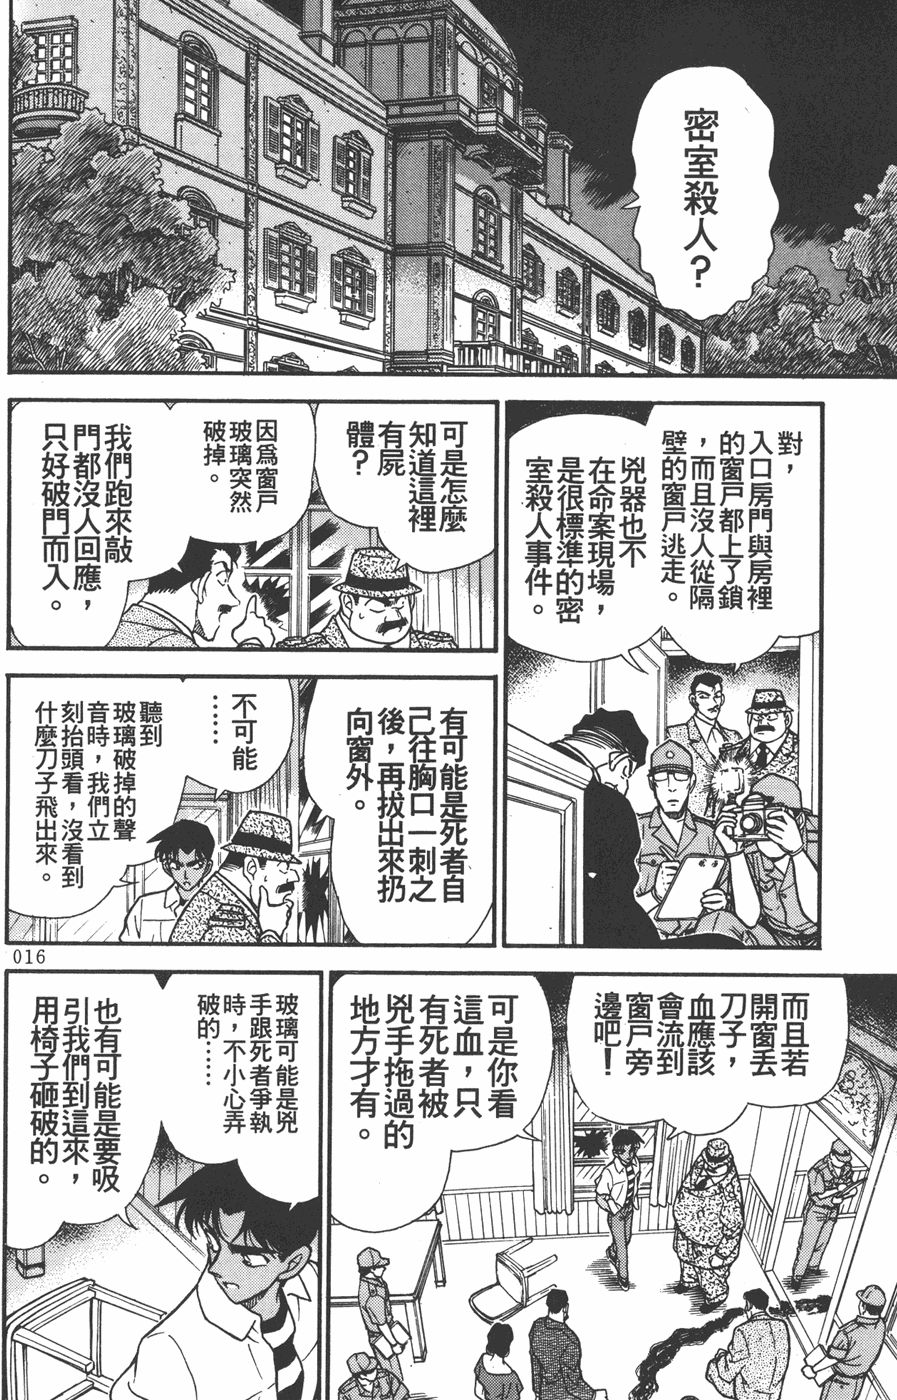 密室殺人？
對，
入口房門與房裡
的窗戶都上了鎖
，而且沒人從隔
壁的窗戶逃走。
兇器也不
在命案現場，
是很標準的密
室殺人事件。
可是怎麼
知道這裡
有屍
體？
因爲窗戶
玻璃突然
破掉。
我們跑來敲
門都沒人回應，
只好破門而入。
有可能是死者自
己往胸口一刺之
後，再拔出來扔
向窗外。
不可能
……
聽到
玻璃破掉的聲
音時，我們立
刻抬頭看，沒看到
什麼刀子飛出來。
016
而且若
開窗丟
刀子，
血應該
會流到
窗戶旁
邊吧！
可是你看
這血，只
有死者被
兇手拖過的
地方才有。
玻璃可能是兇
手跟死者爭執
時，不小心弄
破的……
也有可能是要吸
引我們到這來，
用椅子砸破的。